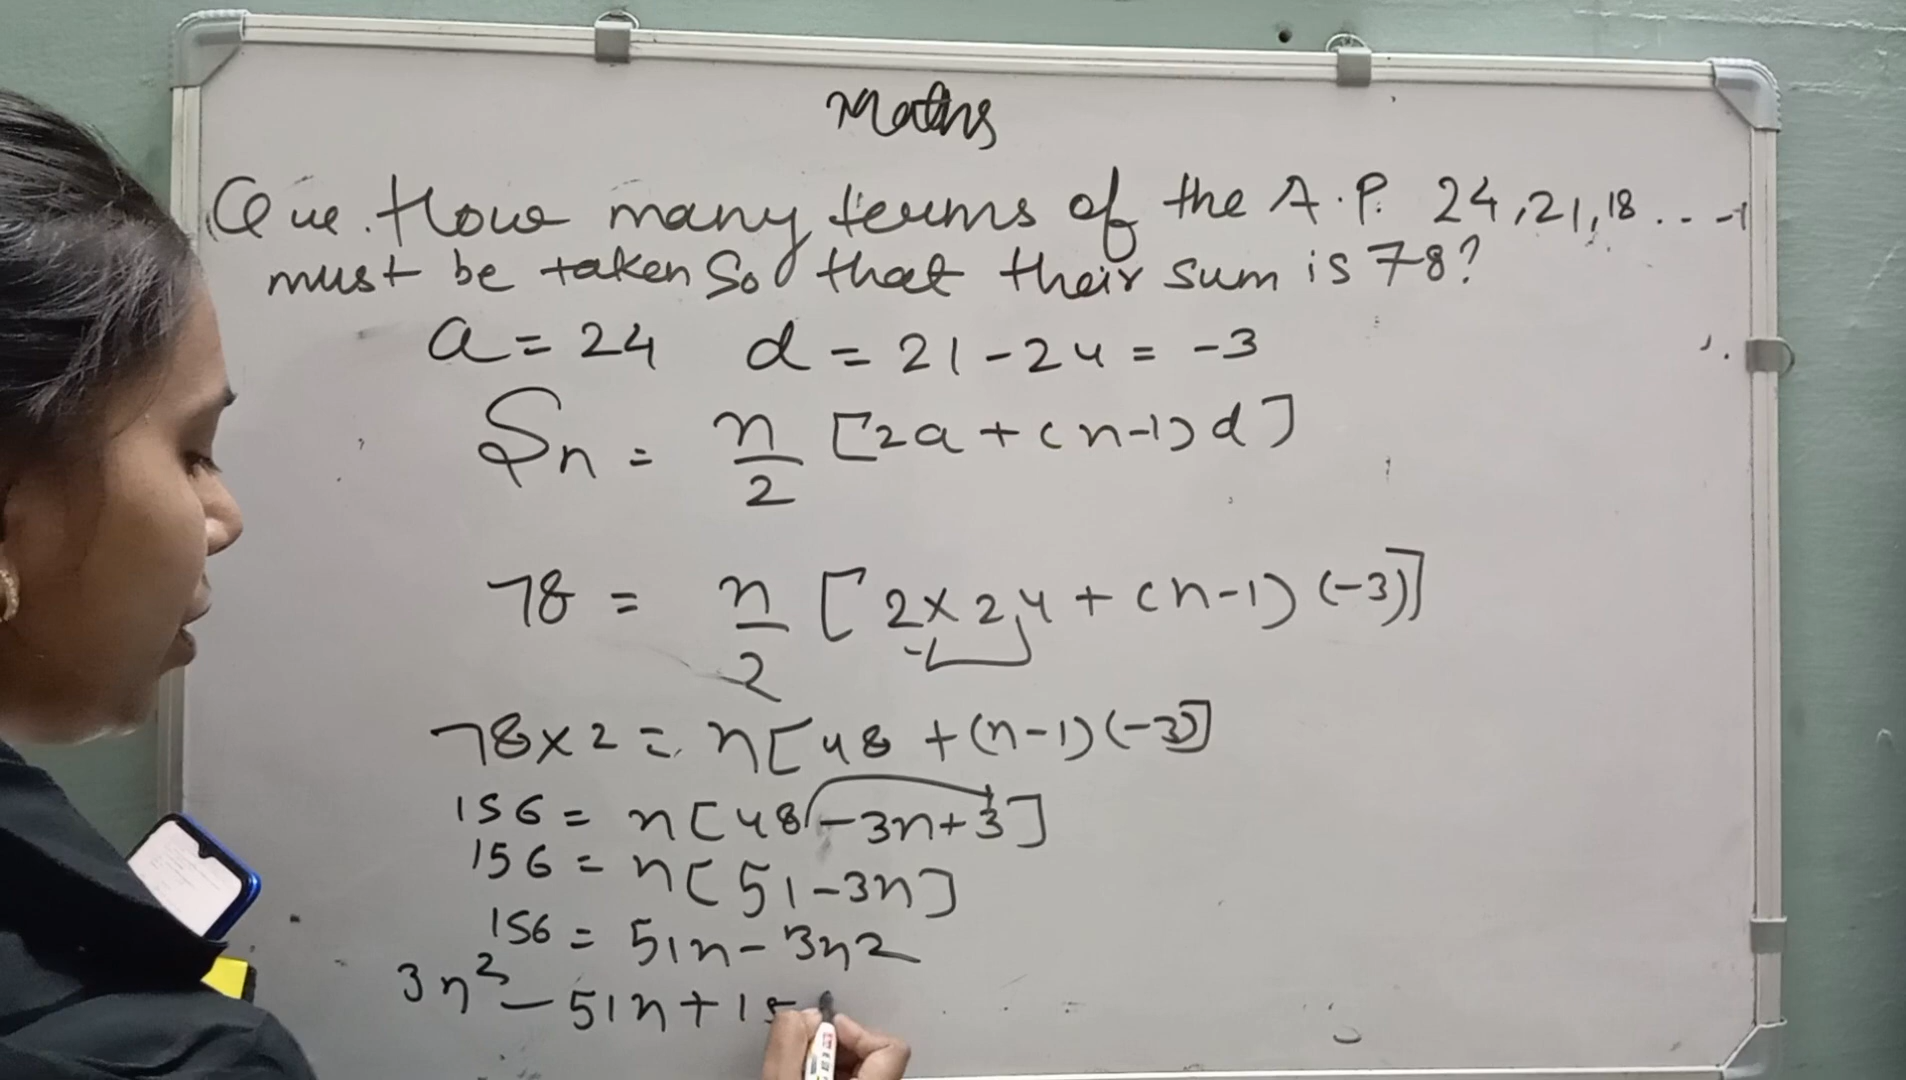 Maths
Que. How many terms of the A.P. 24,21,18...
must be taken so that their sum is 78?
a = 24 d = 21 - 24 = -3
Sn = n/2 [2a + (n-1)d]
78 = n/2 [2×24 + (n-1)(-3)]
78×2 = n[48 + (n-1)(-3)]
156 = n[48-3n+3]
156 = n[51-3n]
156 = 51n - 3n2
3n² - 51n + 15